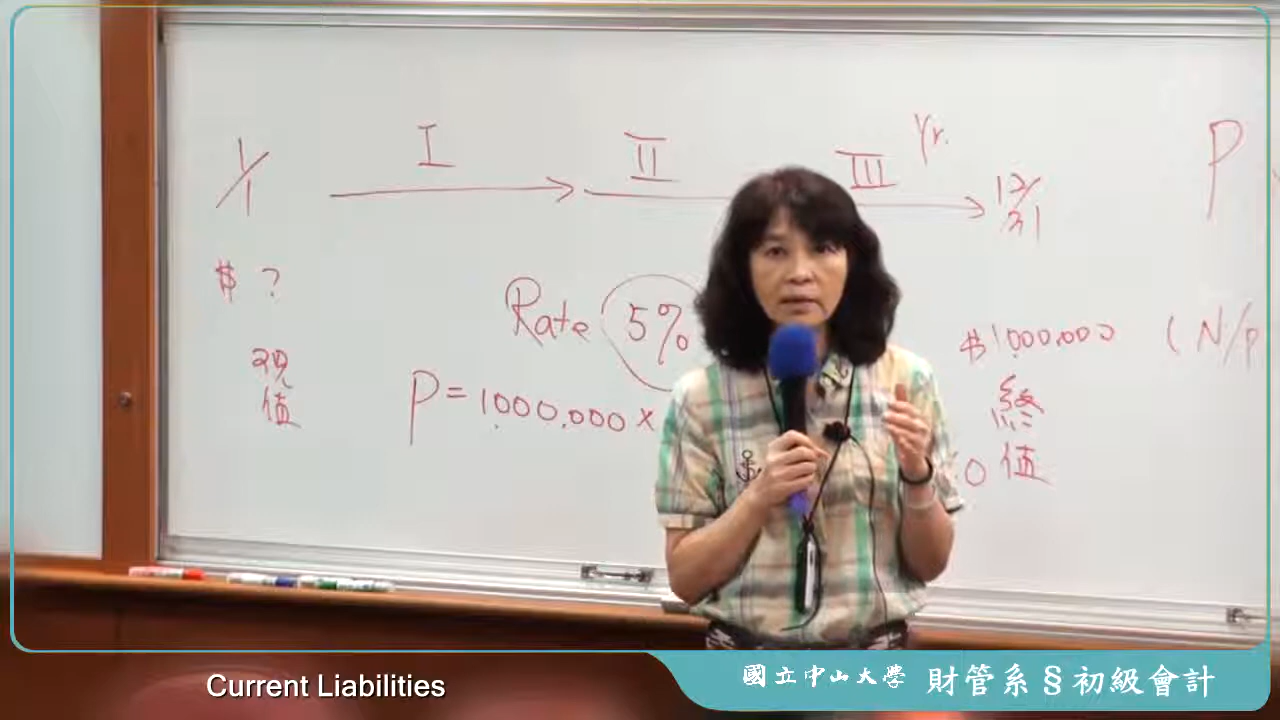 1/1 I II III Yr. 12/31 P
$ ?
現值
Rate 5%
P = 1,000,000 ×
$1,000,000 (N/P
終值
0
Current Liabilities
國立中山大學 財管系§初級會計